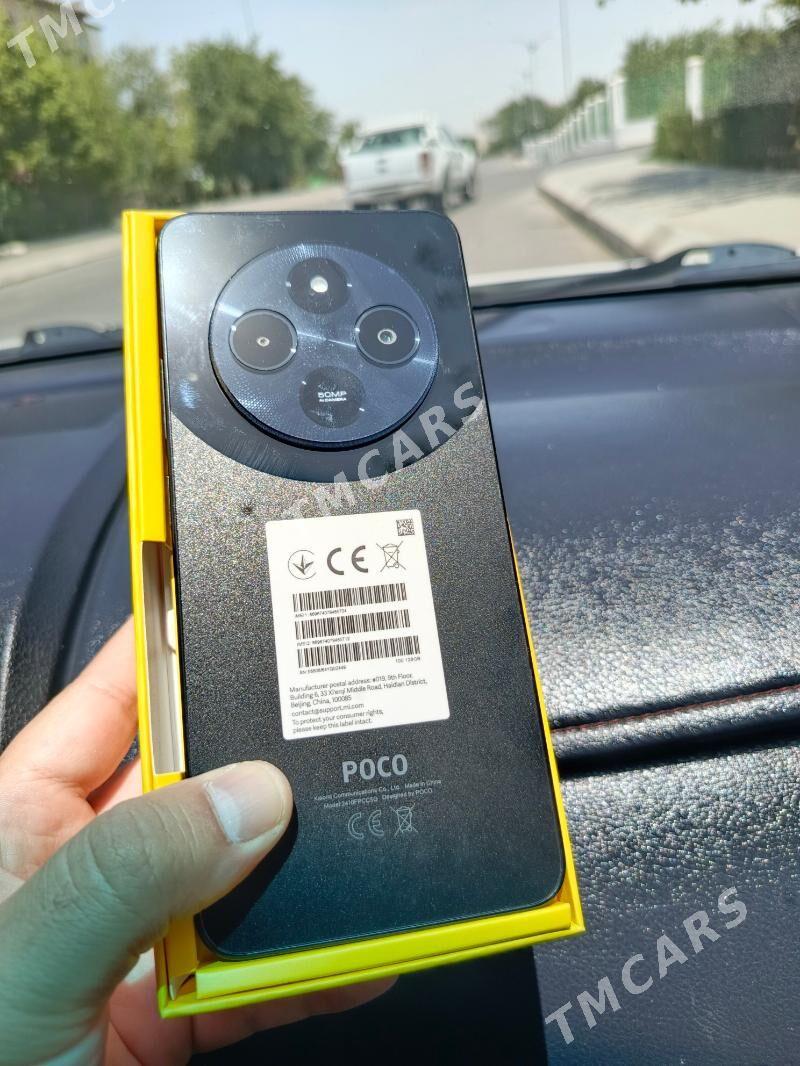 TMCARS
50MP
AI CAMERA
TMCARS
CE
Manufacturer postal address: #019, 9th Floor,
Building 6, 33 Xi'erqi Middle Road, Haidian District,
Beijing, China, 100085
contact@support.mi.com
To protect your consumer rights,
please keep this label intact.
POCO
Xiaomi Communications Co., Ltd. Made in China
Designed by POCO
CE
TMCARS